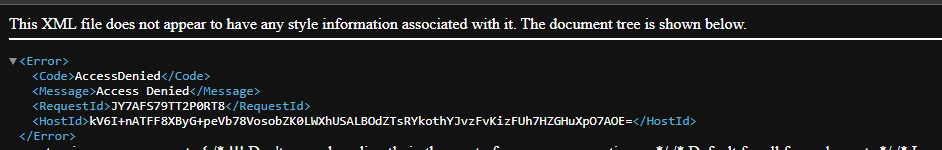 This XML file does not appear to have any style information associated with it. The document tree is shown below.
▼<Error>
<Code>AccessDenied</Code>
<Message>Access Denied</Message>
<RequestId>JY7AFS79TT2P0RT8</RequestId>
<HostId>kV6I+nATFF8XByG+peVb78VosobZK0LWXhUSALBOdZTsRYkothYJvzFvKizFUh7HZGHuXpO7AOE=</HostId>
</Error>